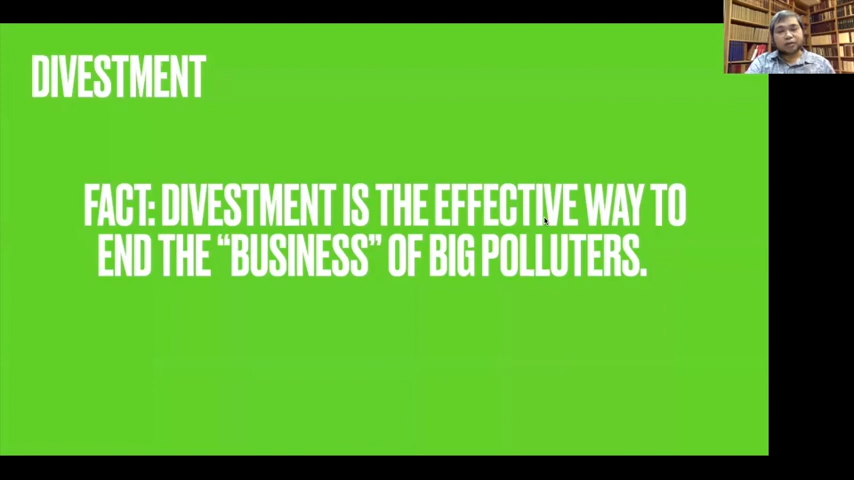 DIVESTMENT
FACT: DIVESTMENT IS THE EFFECTIVE WAY TO
END THE “BUSINESS” OF BIG POLLUTERS.